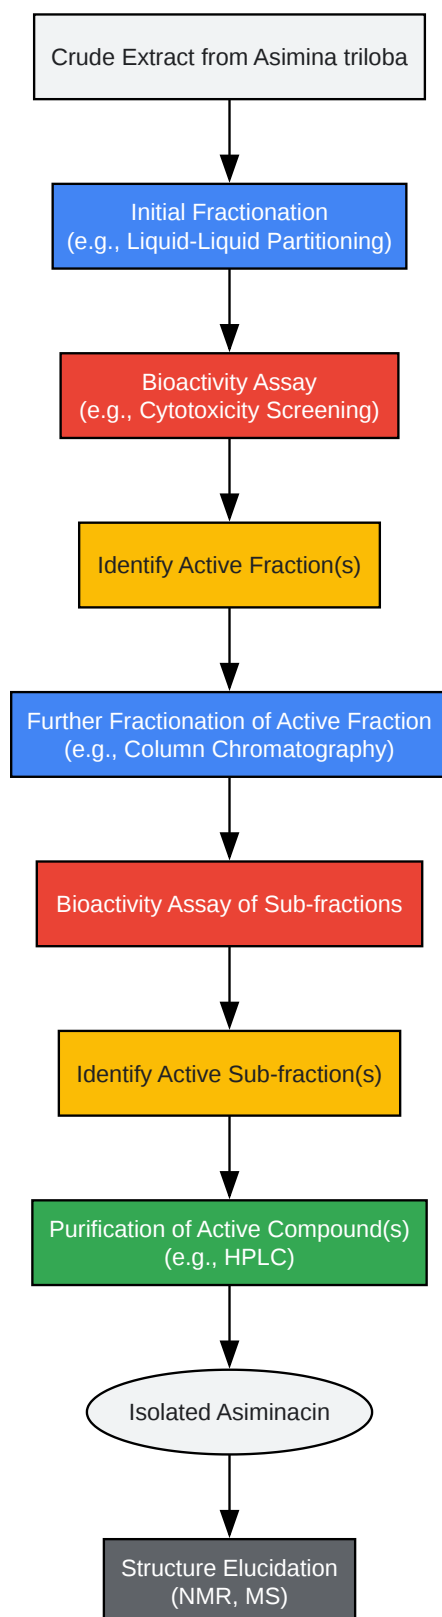 Crude Extract from Asimina triloba
Initial Fractionation
(e.g., Liquid-Liquid Partitioning)
Bioactivity Assay
(e.g., Cytotoxicity Screening)
Identify Active Fraction(s)
Further Fractionation of Active Fraction
(e.g., Column Chromatography)
Bioactivity Assay of Sub-fractions
Identify Active Sub-fraction(s)
Purification of Active Compound(s)
(e.g., HPLC)
Isolated Asiminacin
Structure Elucidation
(NMR, MS)